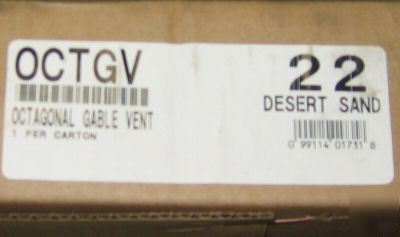 OCTGV
22
DESERT SAND
OCTAGONAL GABLE VENT
1 PER CARTON
0 99114 01731 8